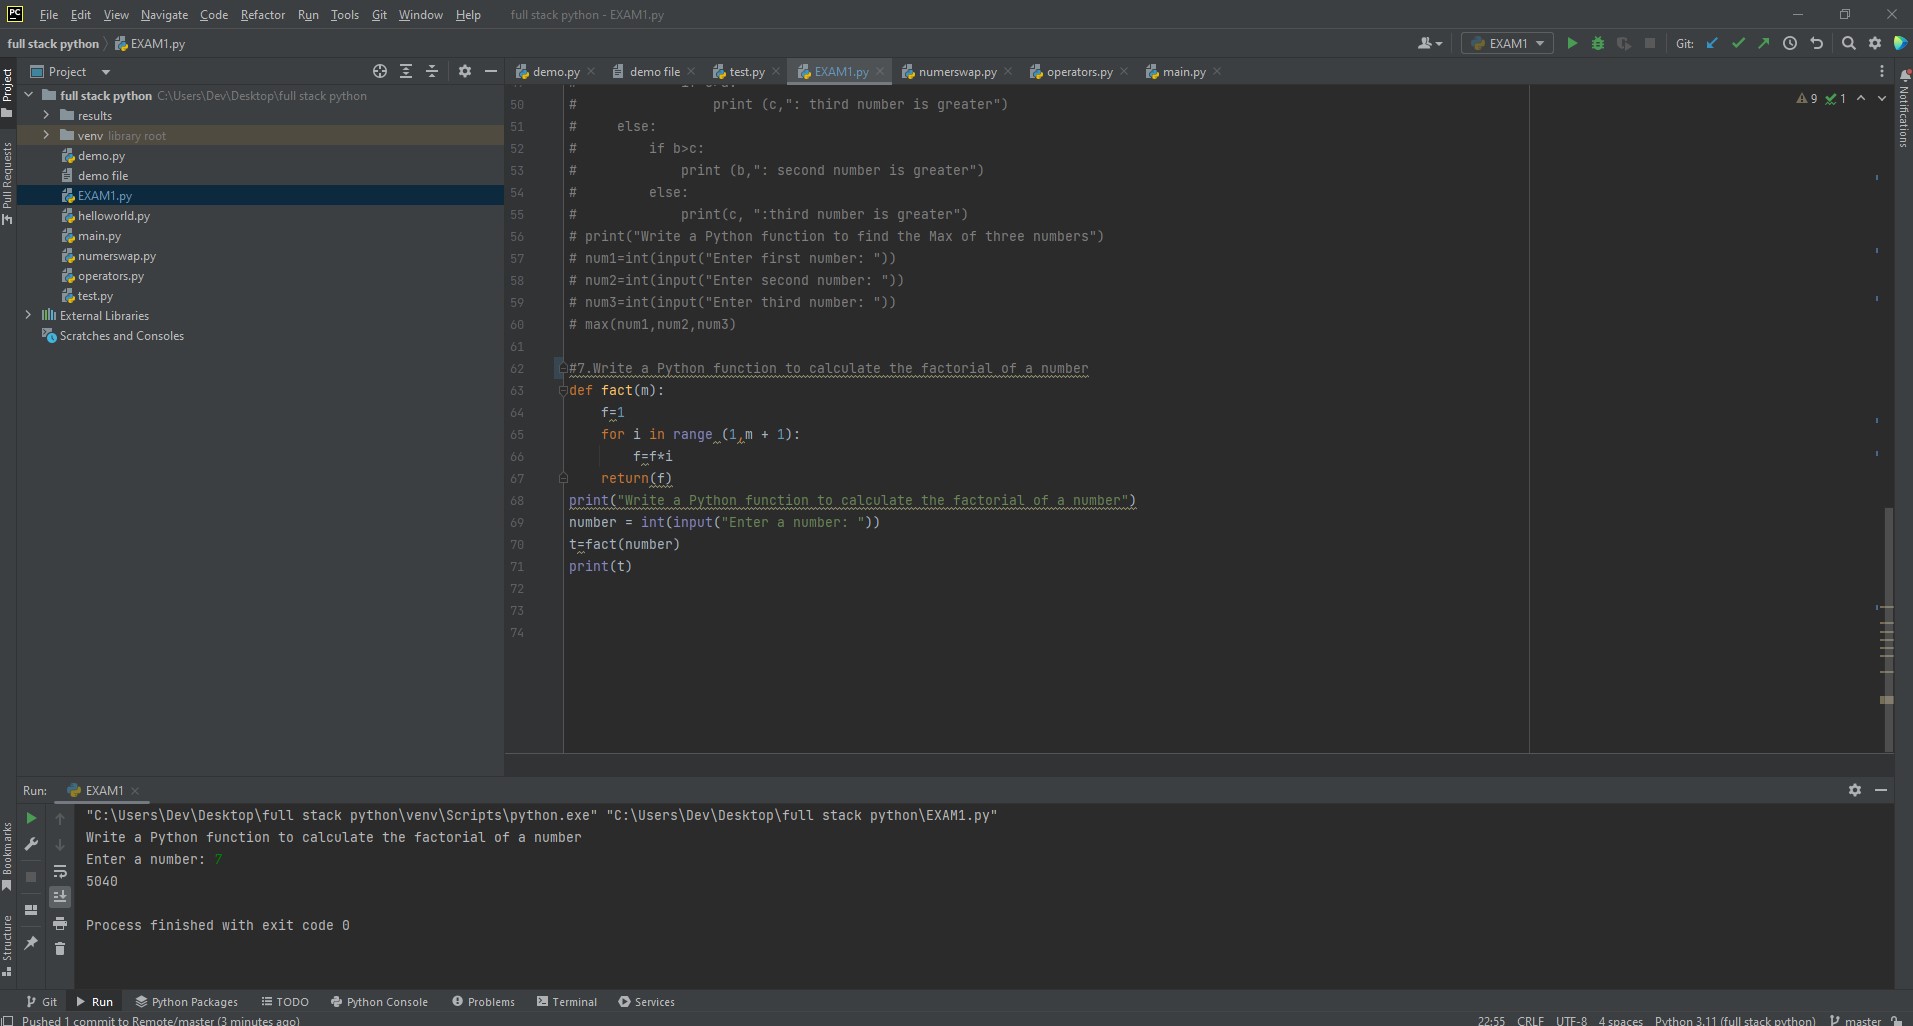 PC File Edit View Navigate Code Refactor Run Tools Git Window Help full stack python - EXAM1.py
full stack python EXAM1.py EXAM1 Git:
Project demo.py demo file test.py EXAM1.py numerswap.py operators.py main.py
full stack python C:\Users\Dev\Desktop\full stack python
results
venv library root
demo.py
demo file
EXAM1.py
helloworld.py
main.py
numerswap.py
operators.py
test.py
External Libraries
Scratches and Consoles
Project
Pull Requests
Bookmarks
Structure
Notifications
9 1
50 # print (c,": third number is greater")
51 # else:
52 # if b>c:
53 # print (b,": second number is greater")
54 # else:
55 # print(c, ":third number is greater")
56 # print("Write a Python function to find the Max of three numbers")
57 # num1=int(input("Enter first number: "))
58 # num2=int(input("Enter second number: "))
59 # num3=int(input("Enter third number: "))
60 # max(num1,num2,num3)
61
62 #7.Write a Python function to calculate the factorial of a number
63 def fact(m):
64 f=1
65 for i in range (1,m + 1):
66 f=f*i
67 return(f)
68 print("Write a Python function to calculate the factorial of a number")
69 number = int(input("Enter a number: "))
70 t=fact(number)
71 print(t)
72
73
74
Run: EXAM1
"C:\Users\Dev\Desktop\full stack python\venv\Scripts\python.exe" "C:\Users\Dev\Desktop\full stack python\EXAM1.py"
Write a Python function to calculate the factorial of a number
Enter a number: 7
5040
Process finished with exit code 0
Git Run Python Packages TODO Python Console Problems Terminal Services
Pushed 1 commit to Remote/master (3 minutes ago) 22:55 CRLF UTF-8 4 spaces Python 3.11 (full stack python) master